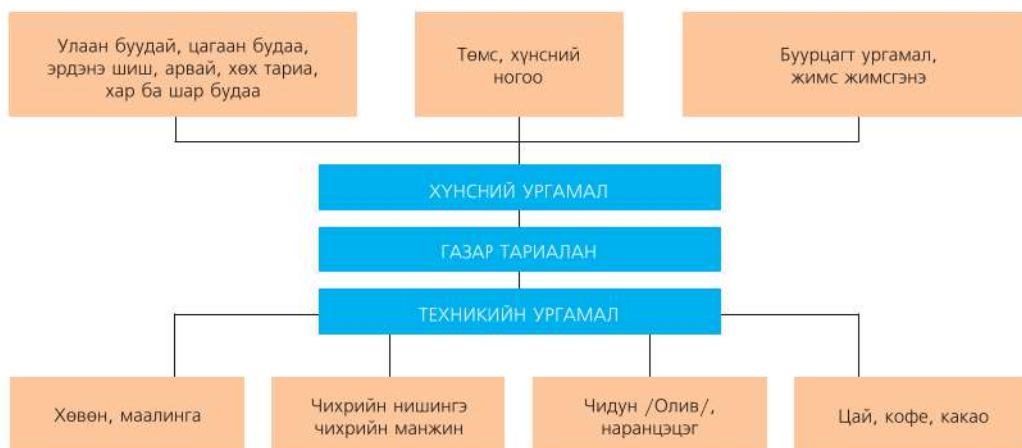 Улаан буудай, цагаан будаа,
эрдэнэ шиш, арвай, хөх тариа,
хар ба шар будаа
Төмс, хүнсний
ногоо
Буурцагт ургамал,
жимс жимсгэнэ
ХҮНСНИЙ УРГАМАЛ
ГАЗАР ТАРИАЛАН
ТЕХНИКИЙН УРГАМАЛ
Хөвөн, маалинга
Чихрийн нишингэ
чихрийн манжин
Чидун /Олив/,
наранцэцэг
Цай, кофе, какао